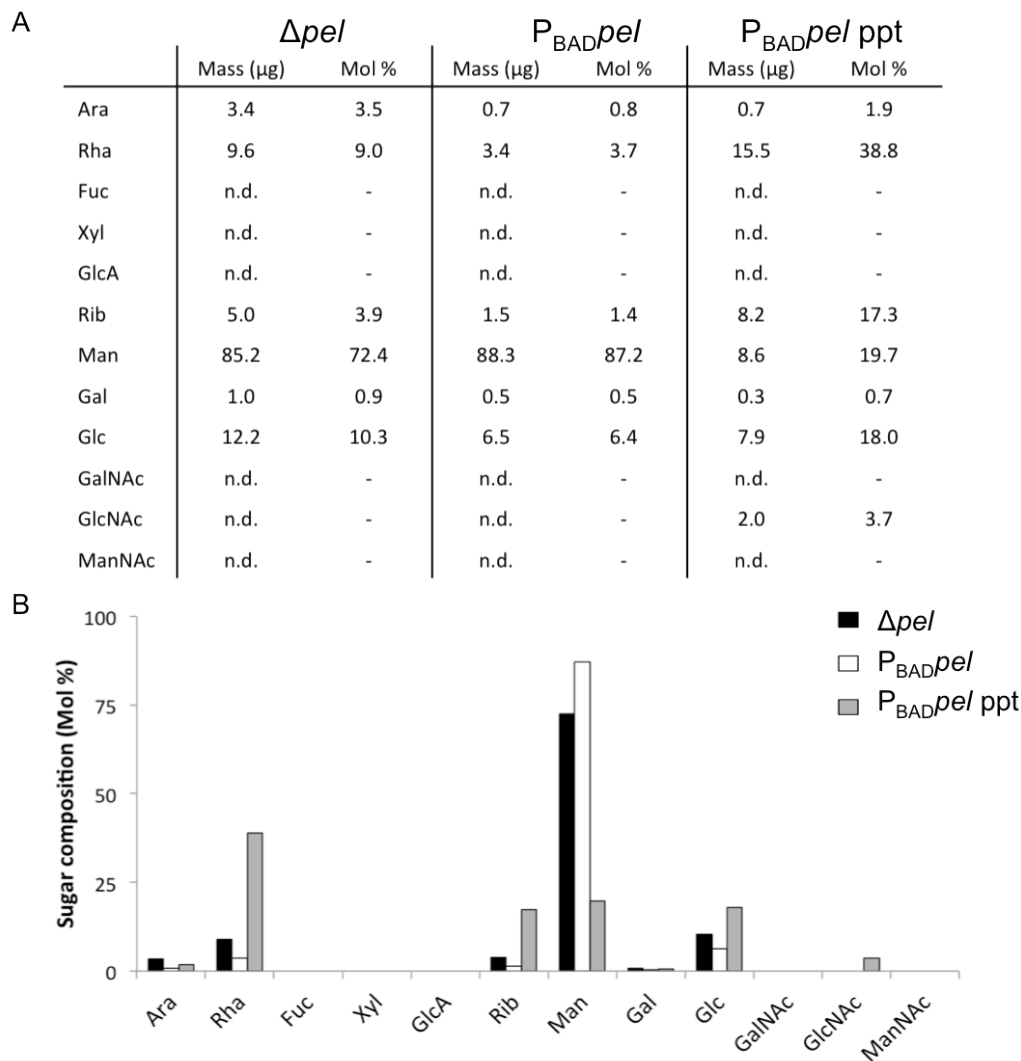 A
Δpel P_BADpel P_BADpel ppt
Mass (µg) Mol % Mass (µg) Mol % Mass (µg) Mol %
Ara 3.4 3.5 0.7 0.8 0.7 1.9
Rha 9.6 9.0 3.4 3.7 15.5 38.8
Fuc n.d. - n.d. - n.d. -
Xyl n.d. - n.d. - n.d. -
GlcA n.d. - n.d. - n.d. -
Rib 5.0 3.9 1.5 1.4 8.2 17.3
Man 85.2 72.4 88.3 87.2 8.6 19.7
Gal 1.0 0.9 0.5 0.5 0.3 0.7
Glc 12.2 10.3 6.5 6.4 7.9 18.0
GalNAc n.d. - n.d. - n.d. -
GlcNAc n.d. - n.d. - 2.0 3.7
ManNAc n.d. - n.d. - n.d. -
B
Sugar composition (Mol %)
100
75
50
25
0
Δpel
P_BADpel
P_BADpel ppt
Ara Rha Fuc Xyl GlcA Rib Man Gal Glc GalNAc GlcNAc ManNAc